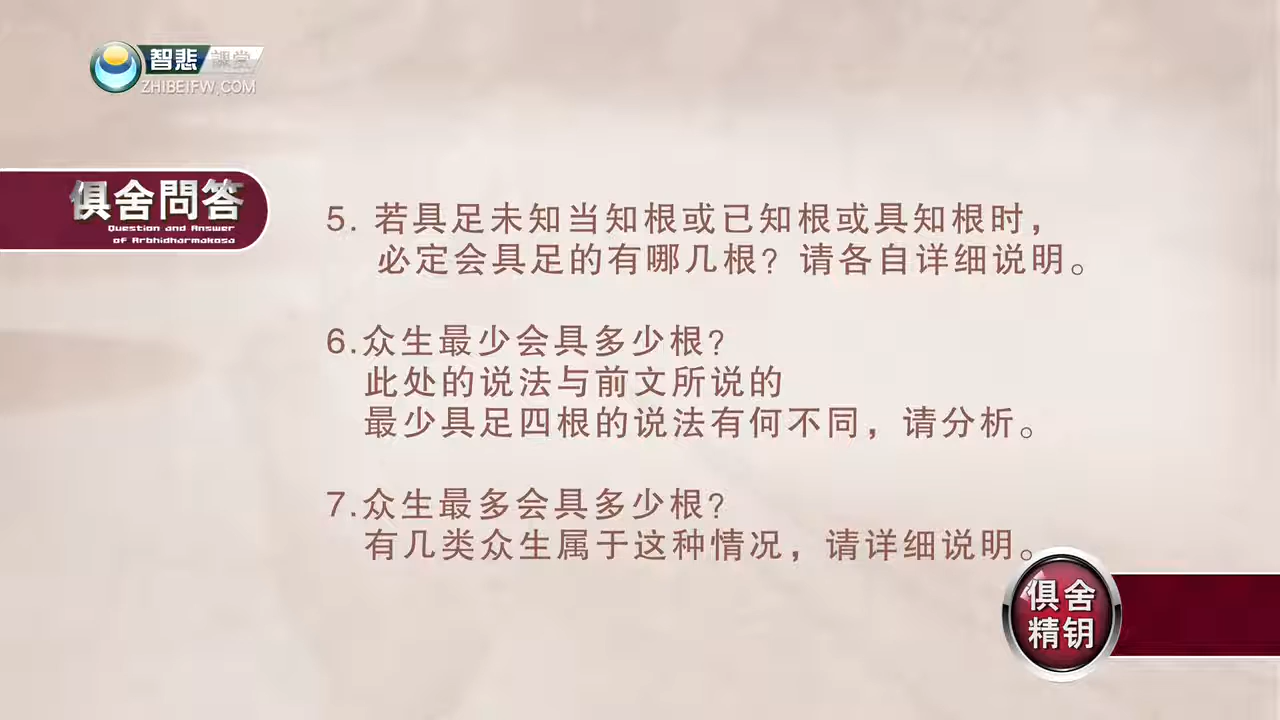 智悲課堂
ZHIBEIFW.COM
俱舍問答
Question and Answer
of Arbhidharmakosa
5. 若具足未知当知根或已知根或具知根时，
必定会具足的有哪几根？请各自详细说明。
6.众生最少会具多少根？
此处的说法与前文所说的
最少具足四根的说法有何不同，请分析。
7.众生最多会具多少根？
有几类众生属于这种情况，请详细说明。
俱舍
精钥